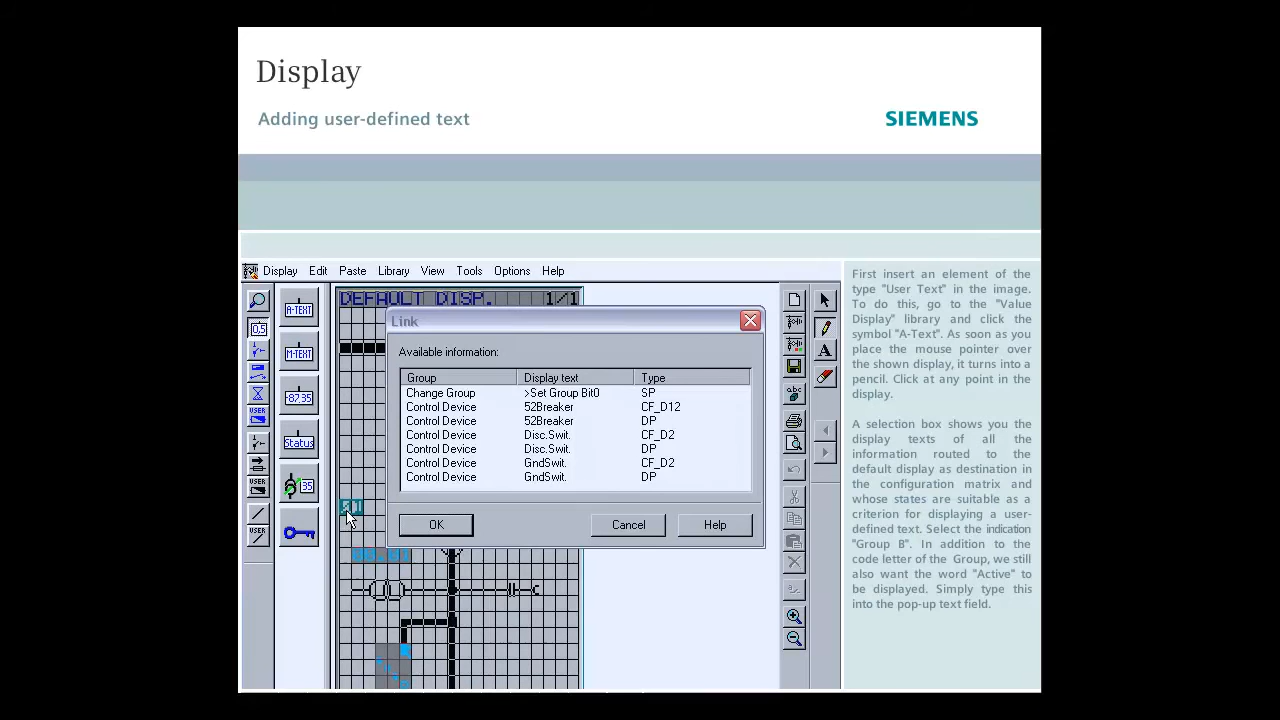 Display
Adding user-defined text
SIEMENS
Display Edit Paste Library View Tools Options Help
DEFAULT DISP. 1/1
A-TEXT
M-TEXT
0,5
-87,35
USER
Status
USER
35
USER
Link
Available information:
Group Display text Type
Change Group >Set Group Bit0 SP
Control Device 52Breaker CF_D12
Control Device 52Breaker DP
Control Device Disc.Swit. CF_D2
Control Device Disc.Swit. DP
Control Device GndSwit. CF_D2
Control Device GndSwit. DP
OK Cancel Help
A
abc
First insert an element of the
type "User Text" in the image.
To do this, go to the "Value
Display" library and click the
symbol "A-Text". As soon as you
place the mouse pointer over
the shown display, it turns into a
pencil. Click at any point in the
display.
A selection box shows you the
display texts of all the
information routed to the
default display as destination in
the configuration matrix and
whose states are suitable as a
criterion for displaying a user-
defined text. Select the indication
"Group B". In addition to the
code letter of the Group, we still
also want the word "Active" to
be displayed. Simply type this
into the pop-up text field.